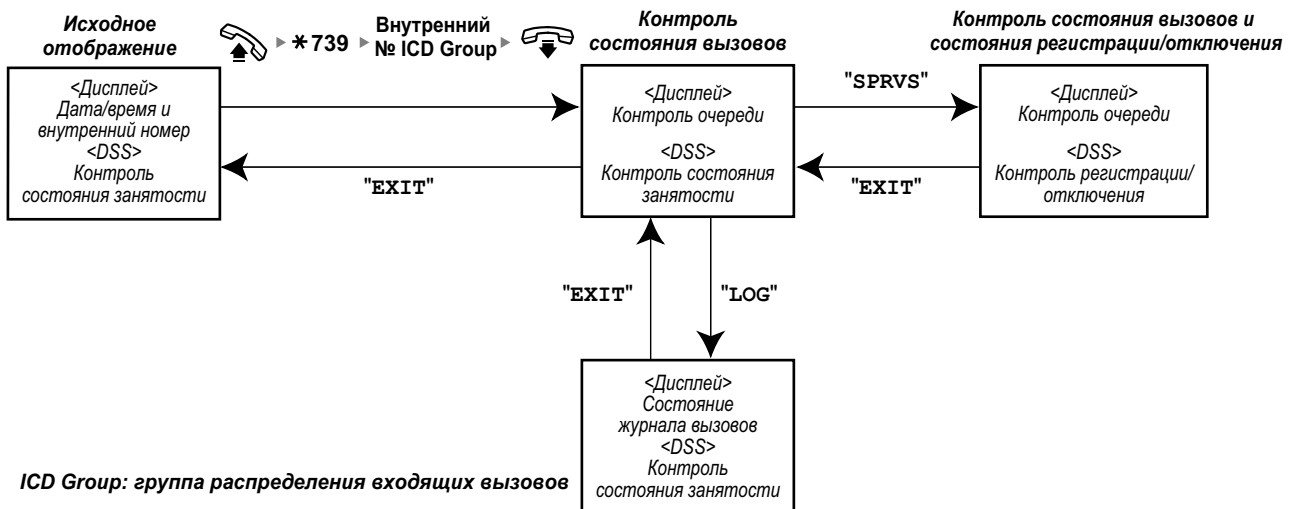 Исходное
отображение
✳739
Внутренний
№ ICD Group
Контроль
состояния вызовов
Контроль состояния вызовов и
состояния регистрации/отключения
<Дисплей>
Дата/время и
внутренний номер
<DSS>
Контроль
состояния занятости
"EXIT"
<Дисплей>
Контроль очереди
<DSS>
Контроль состояния
занятости
"SPRVS"
"EXIT"
<Дисплей>
Контроль очереди
<DSS>
Контроль регистрации/
отключения
"EXIT"
"LOG"
<Дисплей>
Состояние
журнала вызовов
<DSS>
Контроль
состояния занятости
ICD Group: группа распределения входящих вызовов